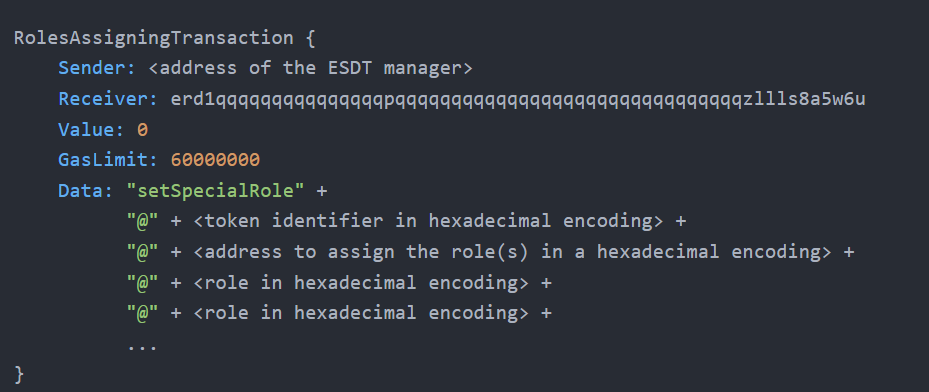 RolesAssigningTransaction {
Sender: <address of the ESDT manager>
Receiver: erd1qqqqqqqqqqqqqqqpqqqqqqqqqqqqqqqqqqqqqqqqqqqqqqqzllls8a5w6u
Value: 0
GasLimit: 60000000
Data: "setSpecialRole" +
"@" + <token identifier in hexadecimal encoding> +
"@" + <address to assign the role(s) in a hexadecimal encoding> +
"@" + <role in hexadecimal encoding> +
"@" + <role in hexadecimal encoding> +
...
}